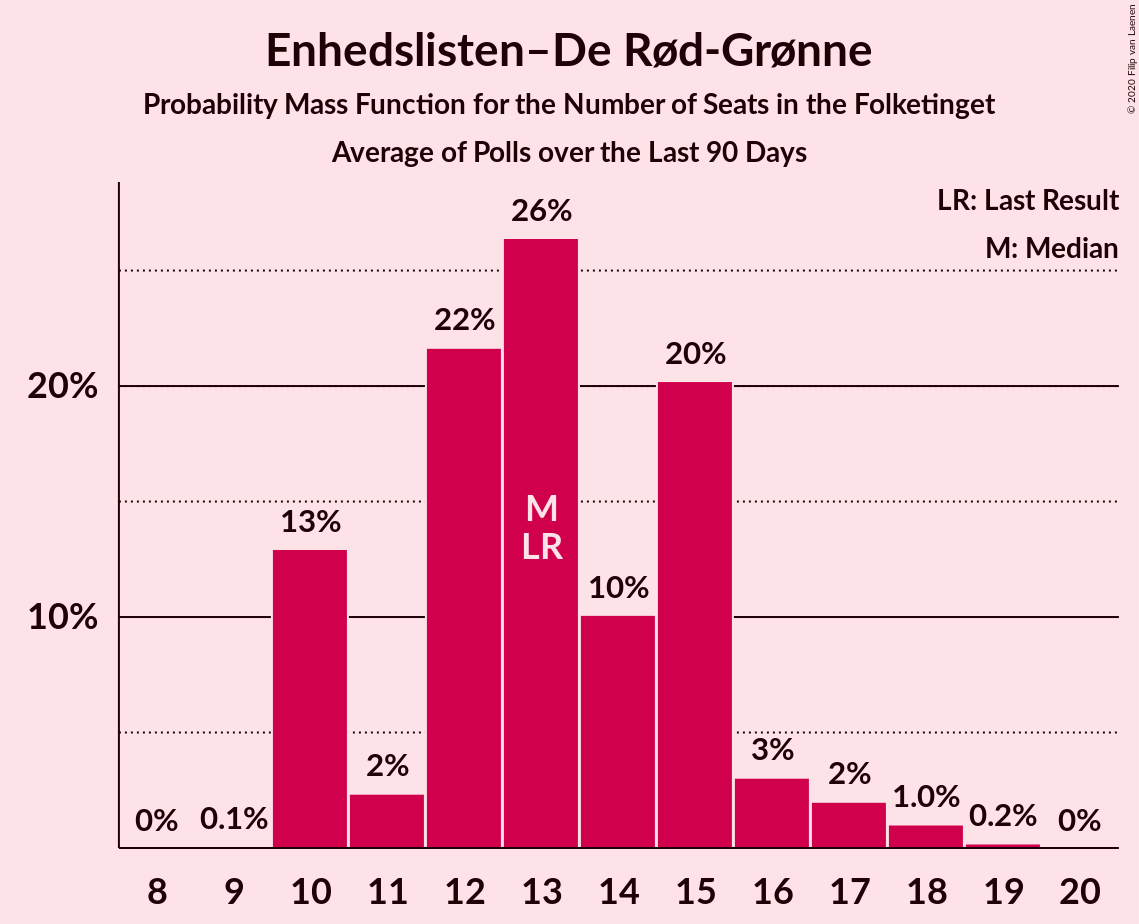 Enhedslisten–De Rød-Grønne
Probability Mass Function for the Number of Seats in the Folketinget
Average of Polls over the Last 90 Days
© 2020 Filip van Laenen
LR: Last Result
M: Median
26%
22%
20%
20%
13%
M
LR
10%
10%
2%
3%
2%
1.0%
0% 0.1% 0.2% 0%
8 9 10 11 12 13 14 15 16 17 18 19 20